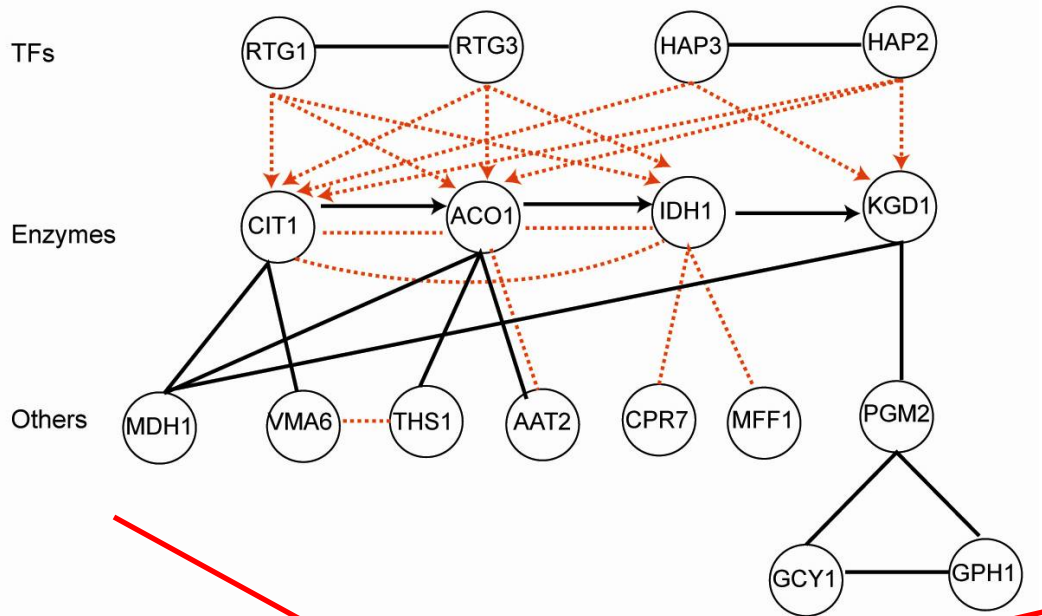 TFs
RTG1 RTG3 HAP3 HAP2
Enzymes
CIT1 ACO1 IDH1 KGD1
Others
MDH1 VMA6 THS1 AAT2 CPR7 MFF1 PGM2
GCY1 GPH1